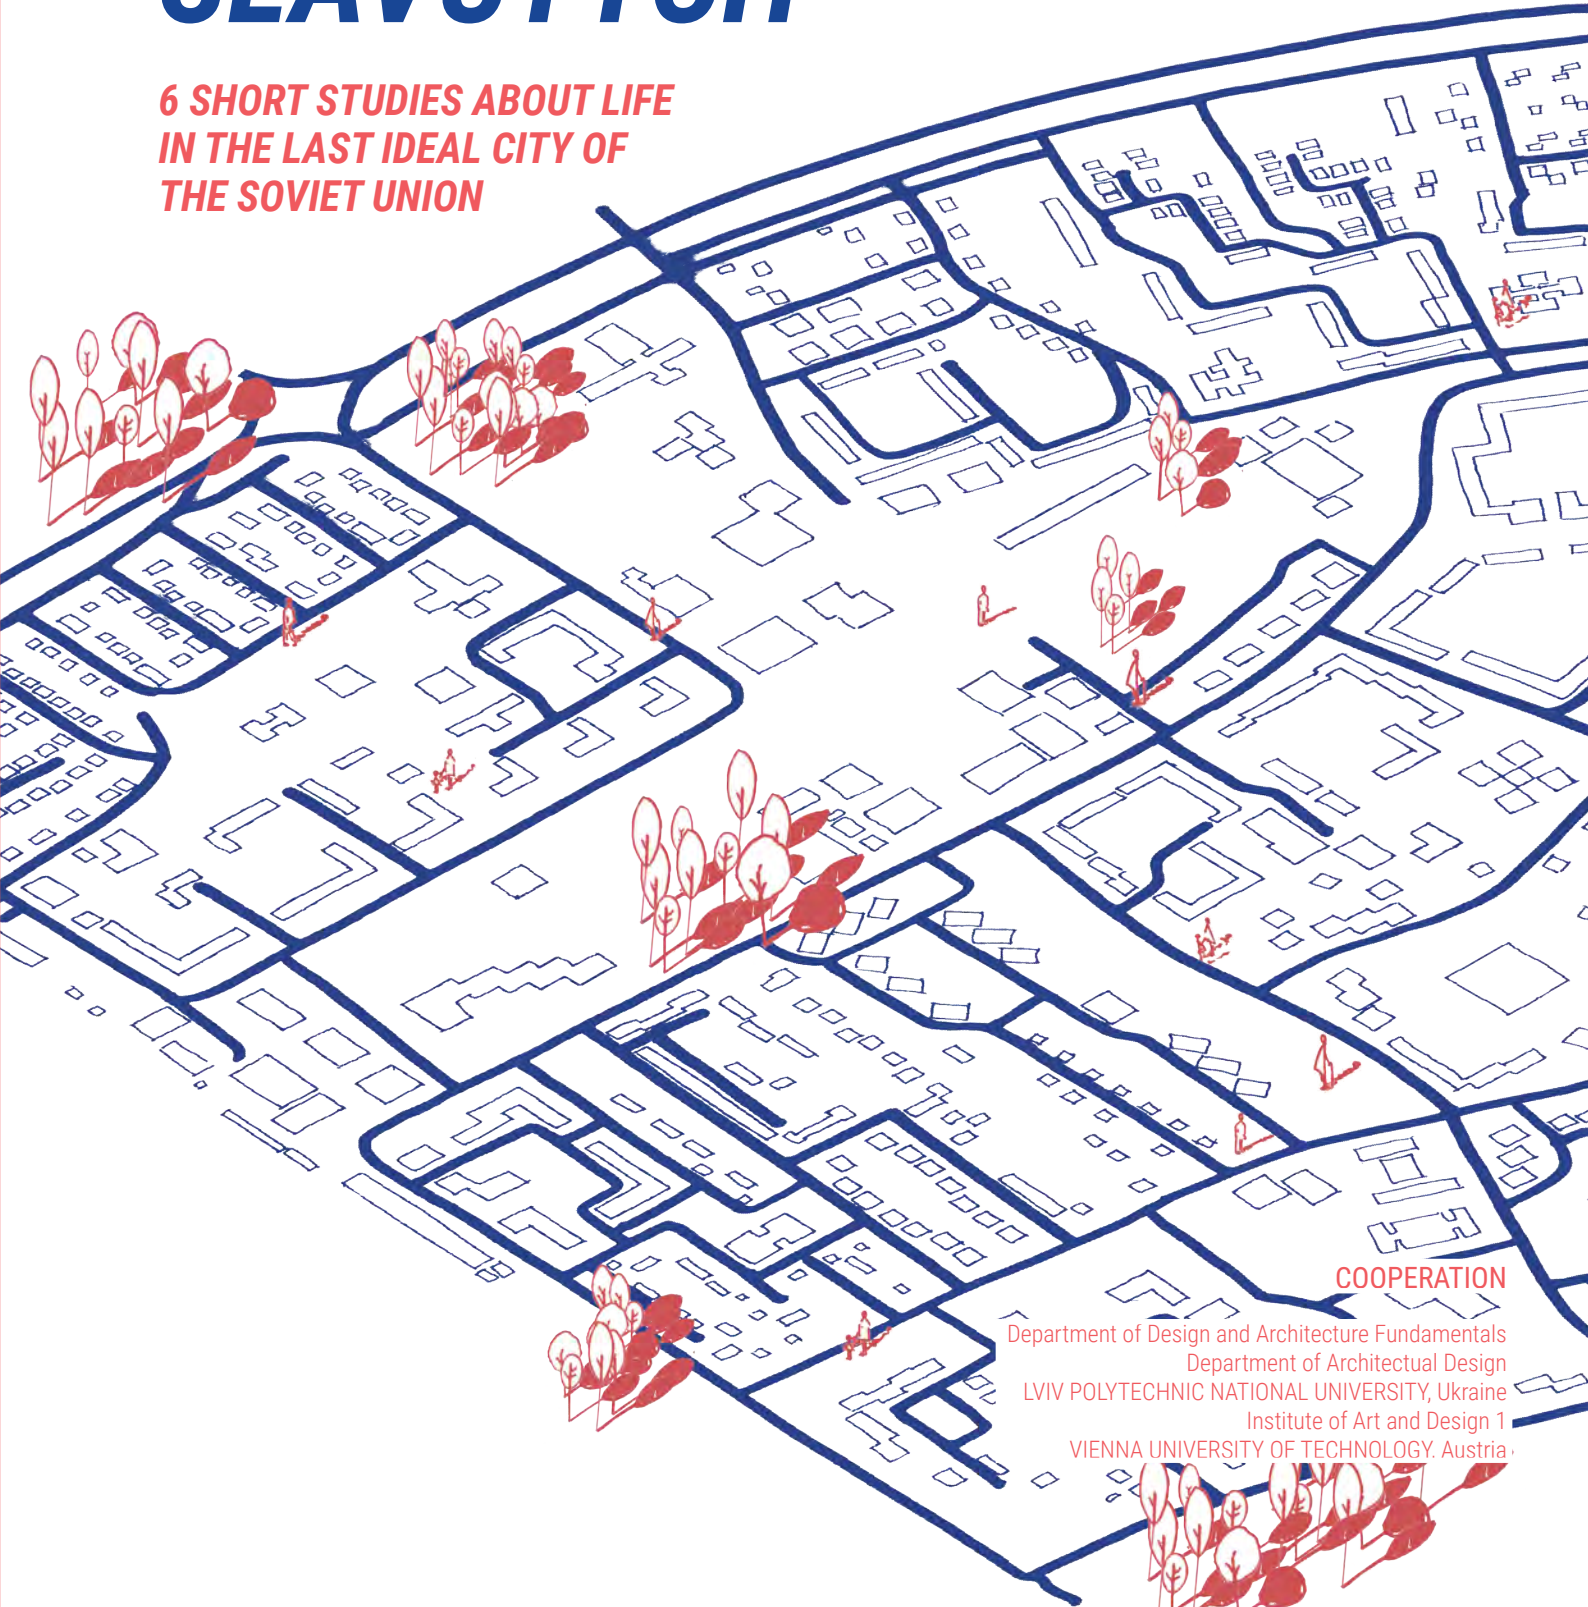 SLAVUTYCH
6 SHORT STUDIES ABOUT LIFE
IN THE LAST IDEAL CITY OF
THE SOVIET UNION
COOPERATION
Department of Design and Architecture Fundamentals
Department of Architectual Design
LVIV POLYTECHNIC NATIONAL UNIVERSITY, Ukraine
Institute of Art and Design 1
VIENNA UNIVERSITY OF TECHNOLOGY, Austria